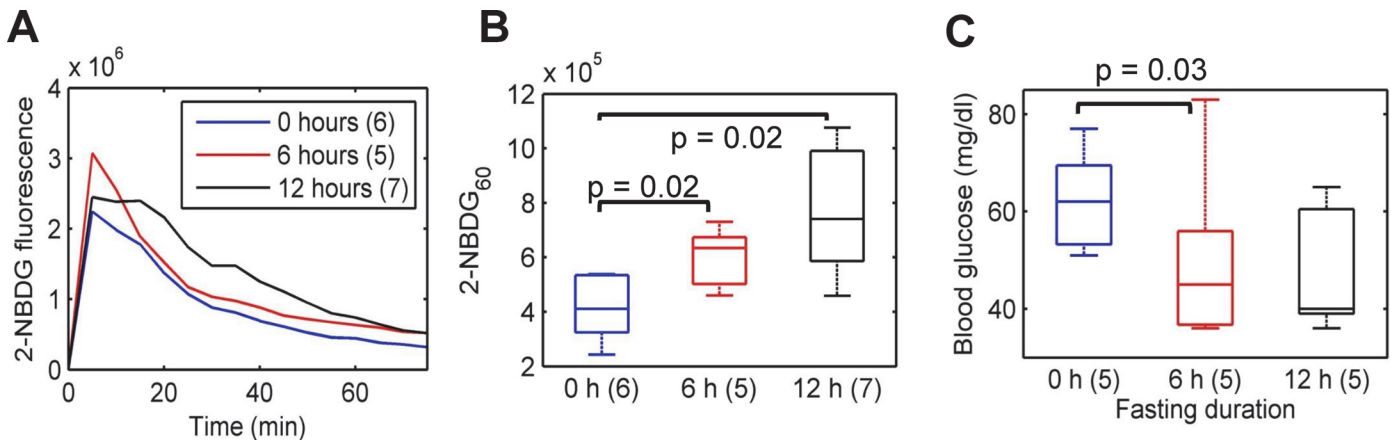 A
x 10^6
2-NBDG fluorescence
4
3
2
1
0
0 hours (6)
6 hours (5)
12 hours (7)
0 20 40 60
Time (min)
B
x 10^5
2-NBDG_60
12
10
8
6
4
2
p = 0.02
p = 0.02
0 h (6) 6 h (5) 12 h (7)
C
p = 0.03
Blood glucose (mg/dl)
80
60
40
0 h (5) 6 h (5) 12 h (5)
Fasting duration